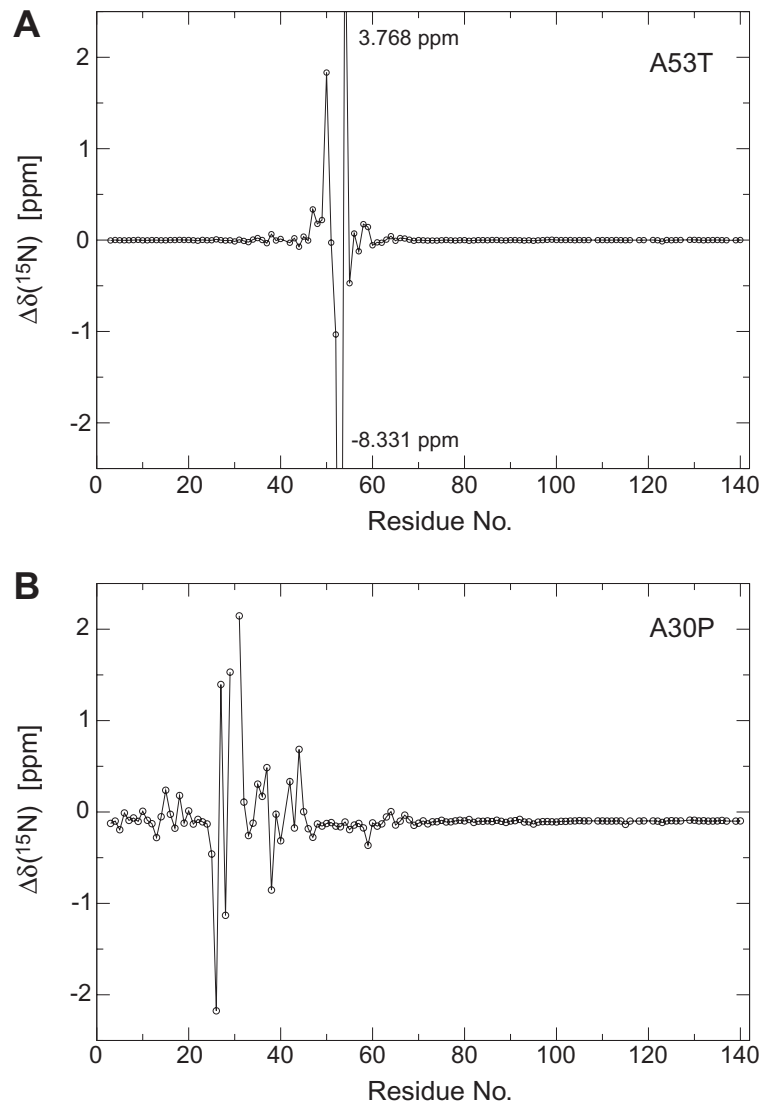 A
3.768 ppm
A53T
2
1
0
-1
-2
Δδ(¹⁵N) [ppm]
-8.331 ppm
0 20 40 60 80 100 120 140
Residue No.
B
A30P
2
1
0
-1
-2
Δδ(¹⁵N) [ppm]
0 20 40 60 80 100 120 140
Residue No.